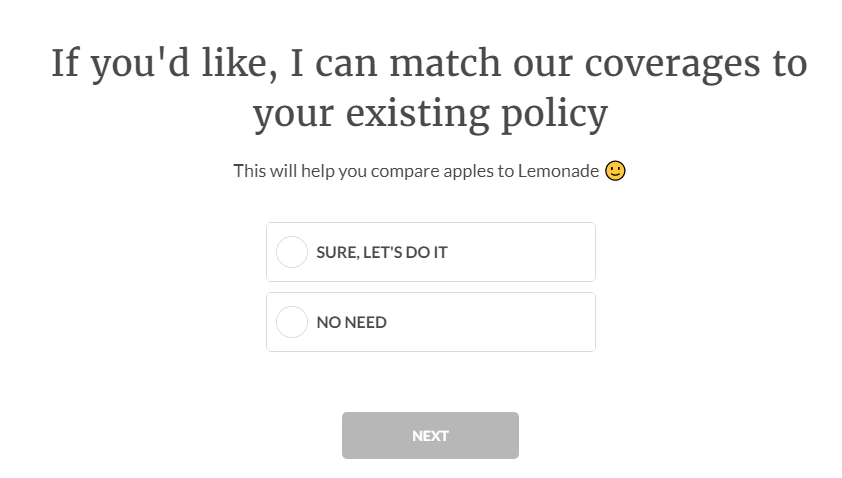 If you'd like, I can match our coverages to
your existing policy
This will help you compare apples to Lemonade 🙂
SURE, LET'S DO IT
NO NEED
NEXT